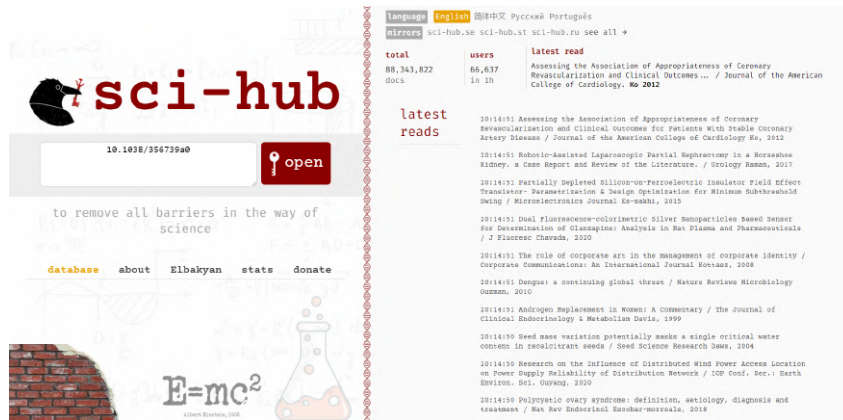 sci-hub
10.1038/356739a0
open
to remove all barriers in the way of
science
database about Elbakyan stats donate
E=mc²
Albert Einstein, 1905
language English 简体中文 Русский Português
mirrors sci-hub.se sci-hub.st sci-hub.ru see all →
total
88,343,822
docs
users
66,637
in 1h
latest read
Assessing the Association of Appropriateness of Coronary
Revascularization and Clinical Outcomes ... / Journal of the American
College of Cardiology. Ko 2012
latest
reads
20:14:51 Assessing the Association of Appropriateness of Coronary
Revascularization and Clinical Outcomes for Patients With Stable Coronary
Artery Disease / Journal of the American College of Cardiology Ko, 2012
20:14:51 Robotic-Assisted Laparoscopic Partial Nephrectomy in a Horseshoe
Kidney. a Case Report and Review of the Literature. / Urology Raman, 2017
20:14:51 Partially Depleted Silicon-on-Ferroelectric Insulator Field Effect
Transistor- Parametrization & Design Optimization for Minimum Subthreshold
Swing / Microelectronics Journal Es-sakhi, 2015
20:14:51 Dual Fluorescence-colorimetric Silver Nanoparticles Based Sensor
for Determination of Olanzapine: Analysis in Rat Plasma and Pharmaceuticals
/ J Fluoresc Chavada, 2020
20:14:51 The role of corporate art in the management of corporate identity /
Corporate Communications: An International Journal Kottasz, 2008
20:14:51 Dengue: a continuing global threat / Nature Reviews Microbiology
Guzman, 2010
20:14:51 Androgen Replacement in Women: A Commentary / The Journal of
Clinical Endocrinology & Metabolism Davis, 1999
20:14:50 Seed mass variation potentially masks a single critical water
content in recalcitrant seeds / Seed Science Research Daws, 2004
20:14:50 Research on the Influence of Distributed Wind Power Access Location
on Power Supply Reliability of Distribution Network / IOP Conf. Ser.: Earth
Environ. Sci. Ouyang, 2020
20:14:50 Polycystic ovary syndrome: definition, aetiology, diagnosis and
treatment / Nat Rev Endocrinol Escobar-morreale, 2018